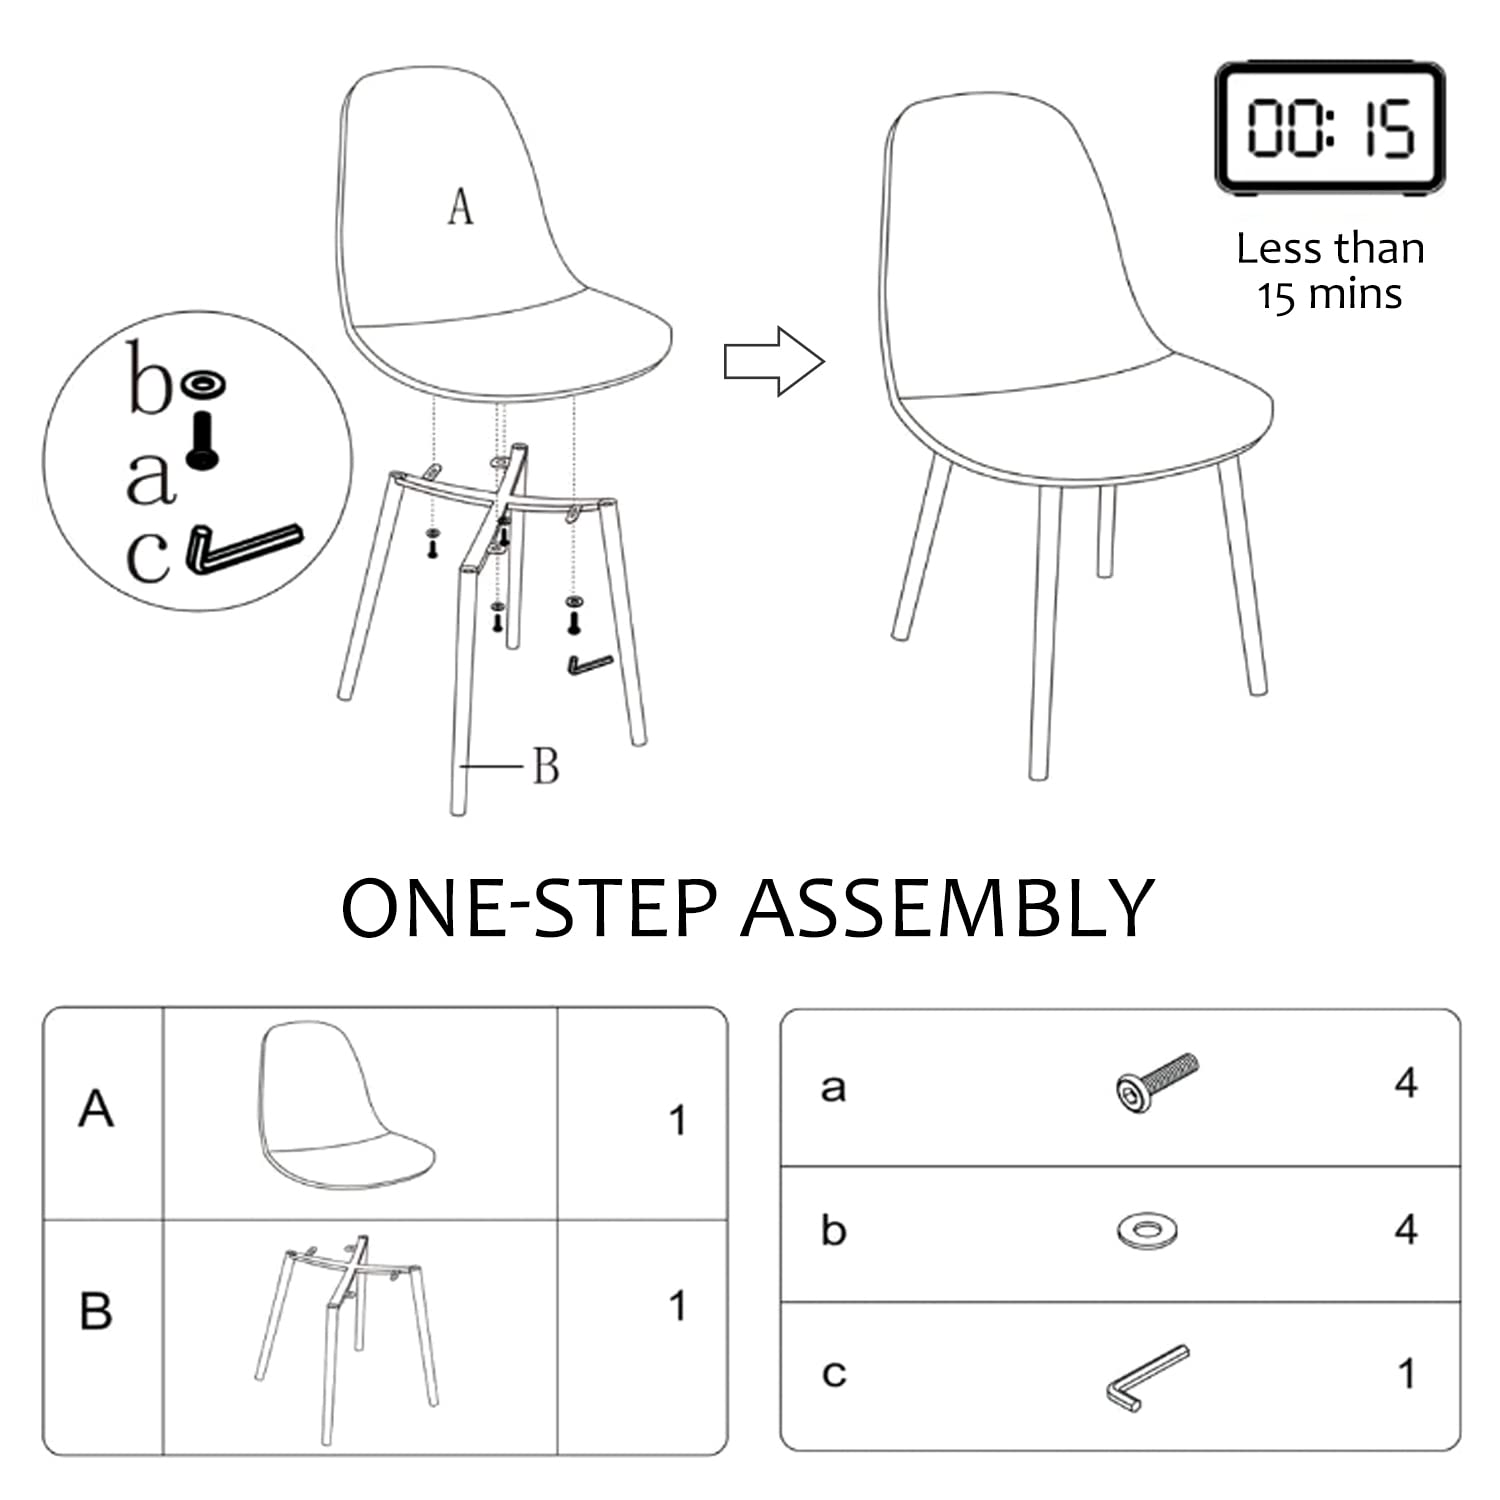 A
00:15
Less than
15 mins
b
a
c
B
ONE-STEP ASSEMBLY
A 1
B 1
a 4
b 4
c 1